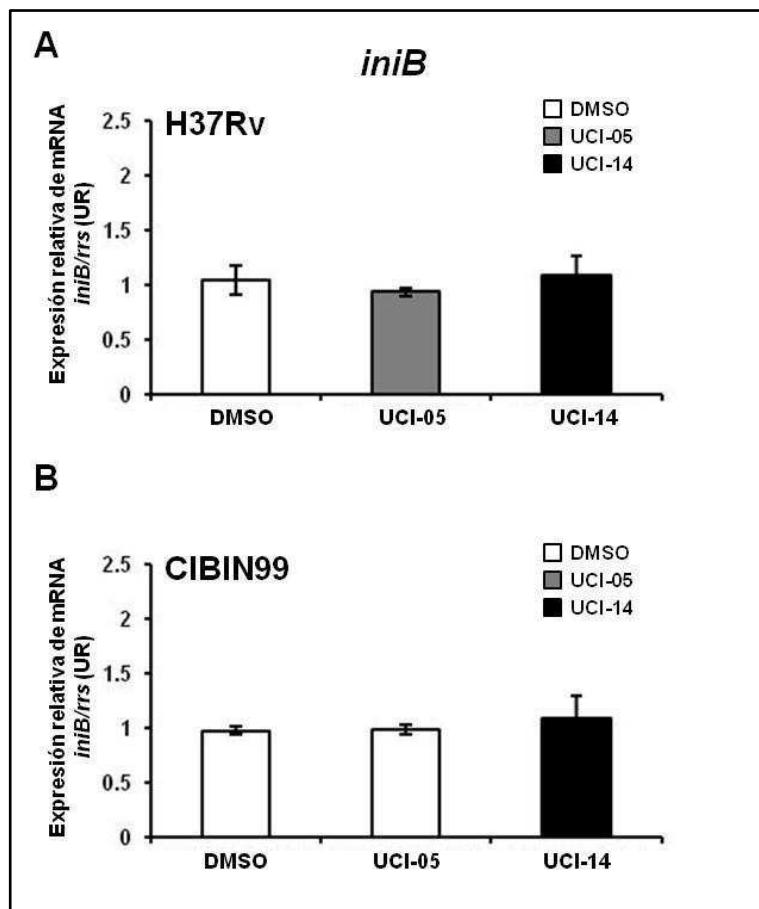 A
iniB
H37Rv
DMSO
UCI-05
UCI-14
Expresión relativa de mRNA
iniB/rrs (UR)
2.5
2
1.5
1
0.5
0
DMSO UCI-05 UCI-14
B
CIBIN99
DMSO
UCI-05
UCI-14
Expresión relativa de mRNA
iniB/rrs (UR)
2.5
2
1.5
1
0.5
0
DMSO UCI-05 UCI-14